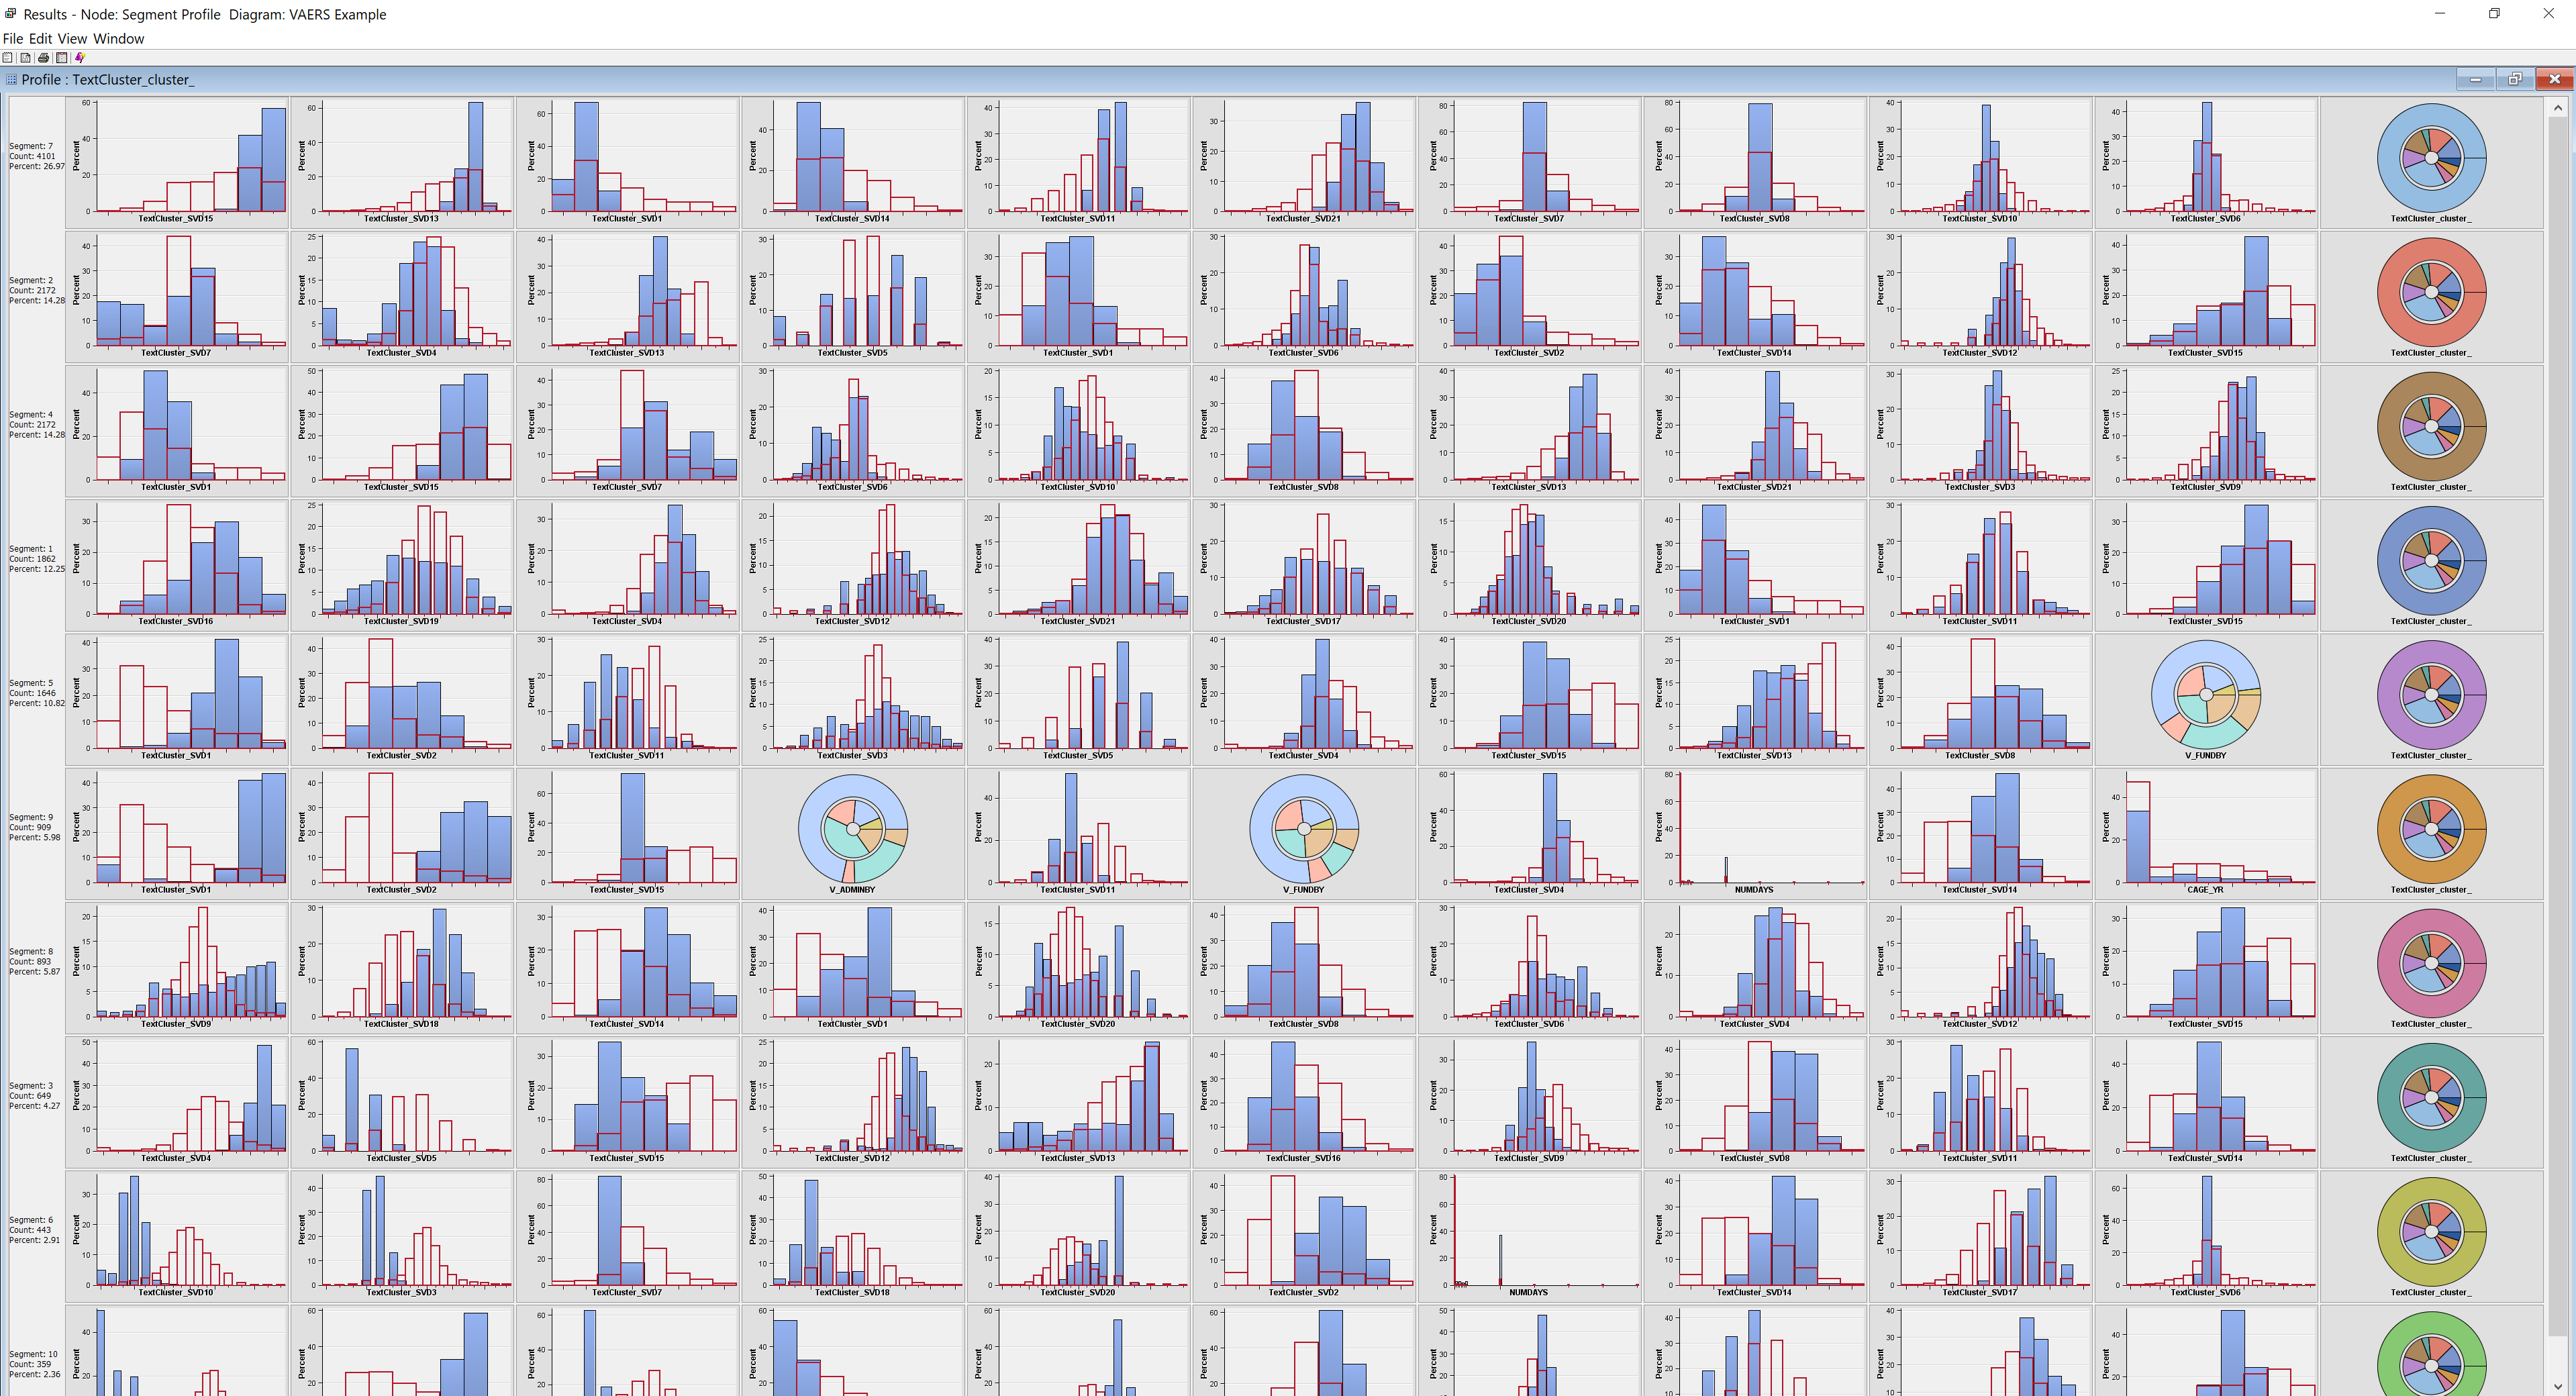 Results - Node: Segment Profile Diagram: VAERS Example
File Edit View Window
Profile : TextCluster_cluster_
Segment: 7
Count: 4101
Percent: 26.97
TextCluster_SVD15 TextCluster_SVD13 TextCluster_SVD1 TextCluster_SVD14 TextCluster_SVD11 TextCluster_SVD21 TextCluster_SVD7 TextCluster_SVD8 TextCluster_SVD10 TextCluster_SVD6 TextCluster_cluster_
Segment: 2
Count: 2172
Percent: 14.28
TextCluster_SVD7 TextCluster_SVD4 TextCluster_SVD13 TextCluster_SVD5 TextCluster_SVD1 TextCluster_SVD6 TextCluster_SVD2 TextCluster_SVD14 TextCluster_SVD12 TextCluster_SVD15 TextCluster_cluster_
Segment: 4
Count: 2172
Percent: 14.28
TextCluster_SVD1 TextCluster_SVD15 TextCluster_SVD7 TextCluster_SVD6 TextCluster_SVD10 TextCluster_SVD8 TextCluster_SVD13 TextCluster_SVD21 TextCluster_SVD3 TextCluster_SVD9 TextCluster_cluster_
Segment: 1
Count: 1862
Percent: 12.25
TextCluster_SVD16 TextCluster_SVD19 TextCluster_SVD4 TextCluster_SVD12 TextCluster_SVD21 TextCluster_SVD17 TextCluster_SVD20 TextCluster_SVD1 TextCluster_SVD11 TextCluster_SVD15 TextCluster_cluster_
Segment: 5
Count: 1646
Percent: 10.82
TextCluster_SVD1 TextCluster_SVD2 TextCluster_SVD11 TextCluster_SVD3 TextCluster_SVD5 TextCluster_SVD4 TextCluster_SVD15 TextCluster_SVD13 TextCluster_SVD8 V_FUNDBY TextCluster_cluster_
Segment: 9
Count: 909
Percent: 5.98
TextCluster_SVD1 TextCluster_SVD2 TextCluster_SVD15 V_ADMINBY TextCluster_SVD11 V_FUNDBY TextCluster_SVD4 NUMDAYS TextCluster_SVD14 CAGE_YR TextCluster_cluster_
Segment: 8
Count: 893
Percent: 5.87
TextCluster_SVD9 TextCluster_SVD18 TextCluster_SVD14 TextCluster_SVD1 TextCluster_SVD20 TextCluster_SVD8 TextCluster_SVD6 TextCluster_SVD4 TextCluster_SVD12 TextCluster_SVD15 TextCluster_cluster_
Segment: 3
Count: 649
Percent: 4.27
TextCluster_SVD4 TextCluster_SVD5 TextCluster_SVD15 TextCluster_SVD12 TextCluster_SVD13 TextCluster_SVD16 TextCluster_SVD9 TextCluster_SVD8 TextCluster_SVD11 TextCluster_SVD14 TextCluster_cluster_
Segment: 6
Count: 443
Percent: 2.91
TextCluster_SVD10 TextCluster_SVD3 TextCluster_SVD7 TextCluster_SVD18 TextCluster_SVD20 TextCluster_SVD2 NUMDAYS TextCluster_SVD14 TextCluster_SVD17 TextCluster_SVD6 TextCluster_cluster_
Segment: 10
Count: 359
Percent: 2.36